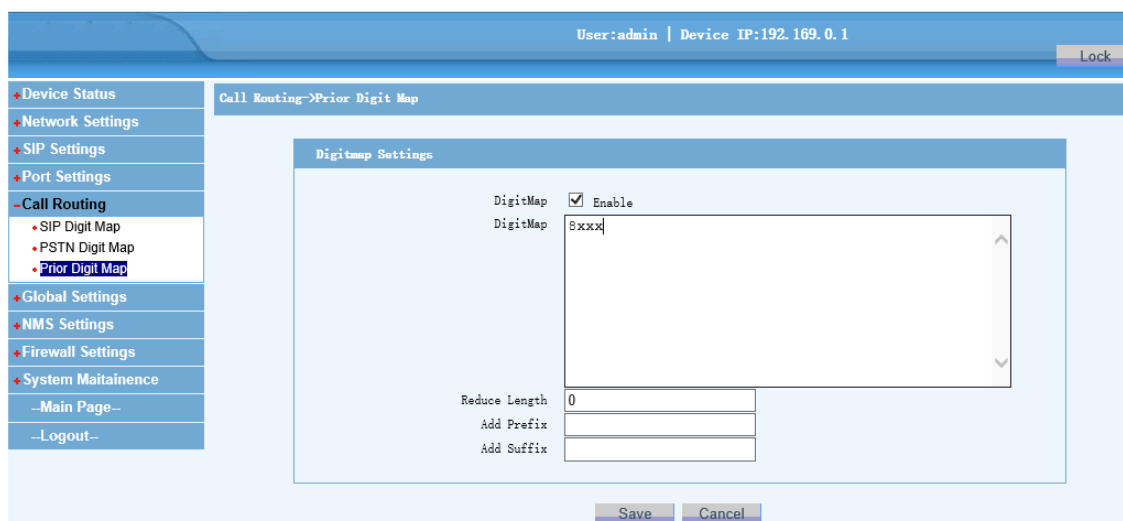 User:admin | Device IP:192.169.0.1
Lock
+Device Status
+Network Settings
+SIP Settings
+Port Settings
-Call Routing
SIP Digit Map
PSTN Digit Map
Prior Digit Map
+Global Settings
+NMS Settings
+Firewall Settings
+System Maitainence
--Main Page--
--Logout--
Call Routing->Prior Digit Map
Digitmap Settings
DigitMap Enable
DigitMap 8xxx
Reduce Length 0
Add Prefix
Add Suffix
Save Cancel